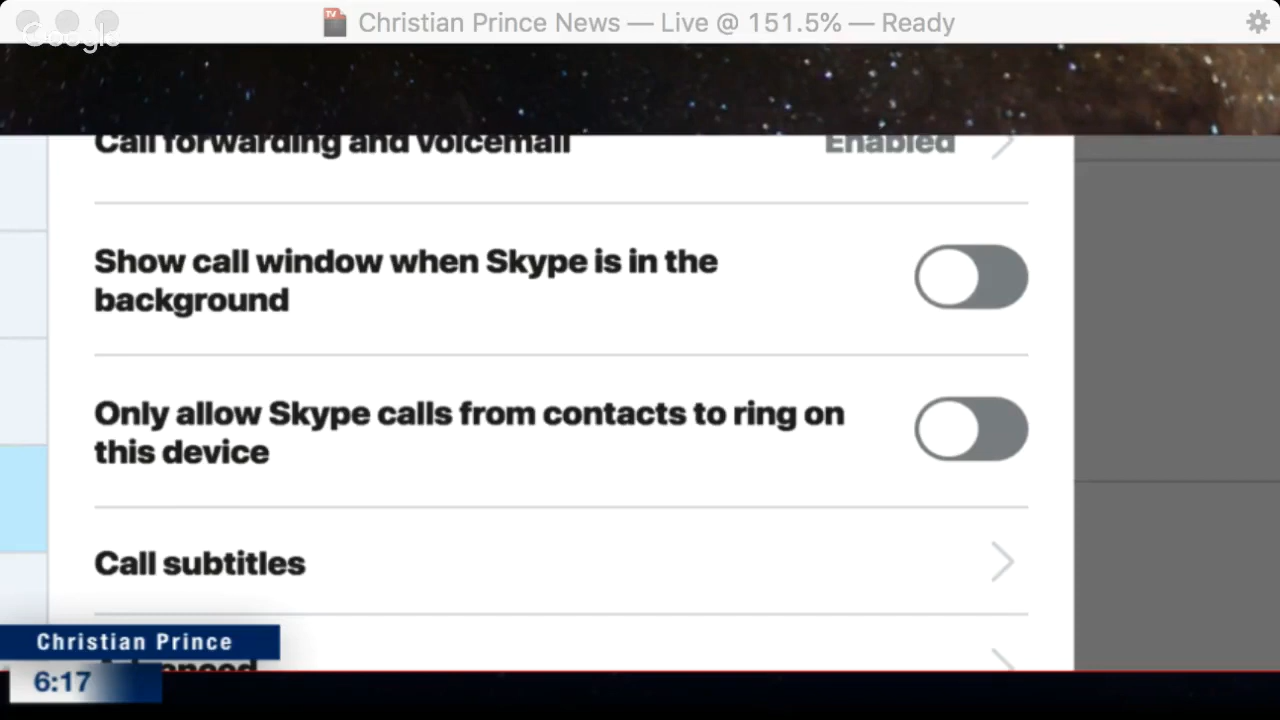 Christian Prince News — Live @ 151.5% — Ready
Google
Call forwarding and voicemail Enabled
Show call window when Skype is in the
background
Only allow Skype calls from contacts to ring on
this device
Call subtitles
Christian Prince
Advanced
6:17